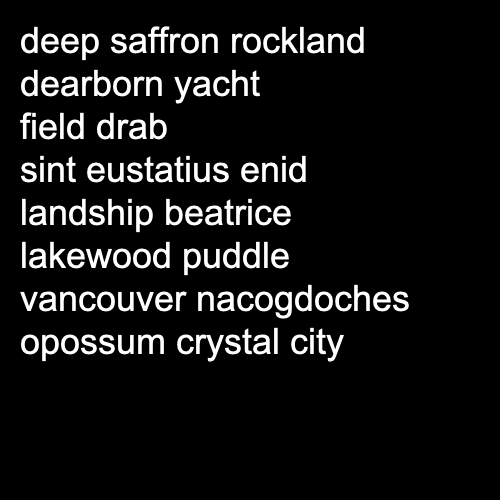 deep saffron rockland
dearborn yacht
field drab
sint eustatius enid
landship beatrice
lakewood puddle
vancouver nacogdoches
opossum crystal city